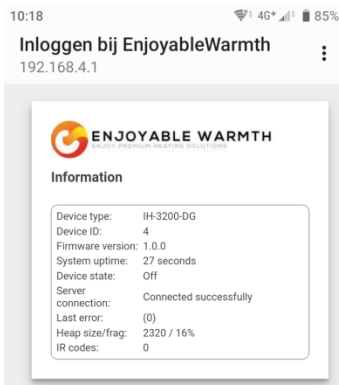 10:18 4G+ 85%
Inloggen bij EnjoyableWarmth
192.168.4.1
ENJOYABLE WARMTH
ENJOY PREMIUM HEATING SOLUTIONS
Information
Device type: IH-3200-DG
Device ID: 4
Firmware version: 1.0.0
System uptime: 27 seconds
Device state: Off
Server
connection: Connected successfully
Last error: (0)
Heap size/frag: 2320 / 16%
IR codes: 0